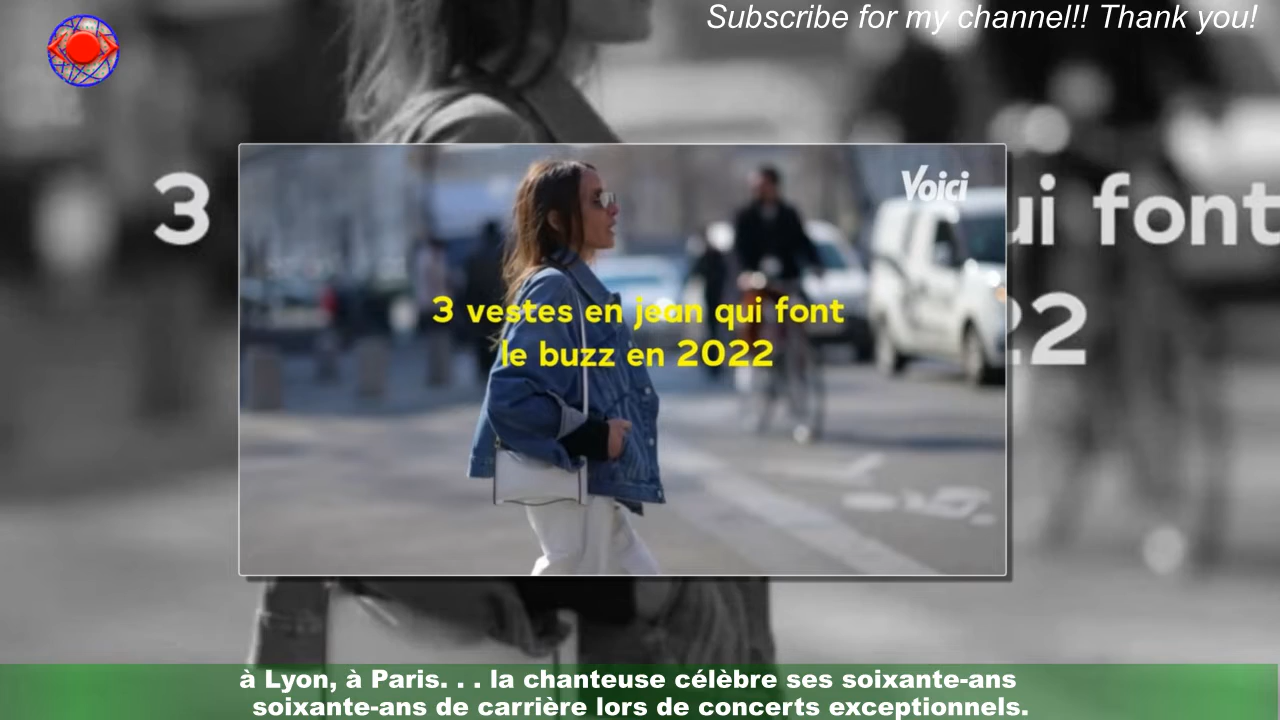 Subscribe for my channel!! Thank you!
Voici
3 ui font
3 vestes en jean qui font
le buzz en 2022
22
à Lyon, à Paris. . . la chanteuse célèbre ses soixante-ans
soixante-ans de carrière lors de concerts exceptionnels.